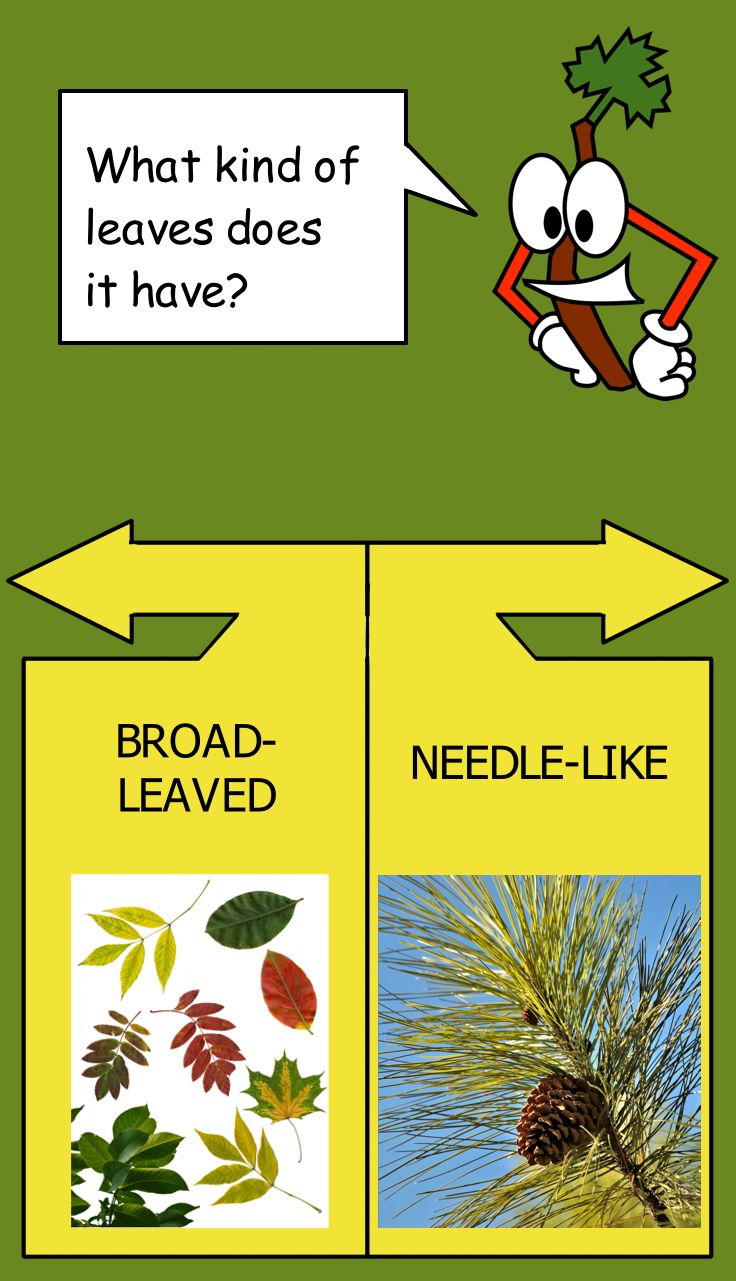 What kind of
leaves does
it have?
BROAD-
LEAVED
NEEDLE-LIKE